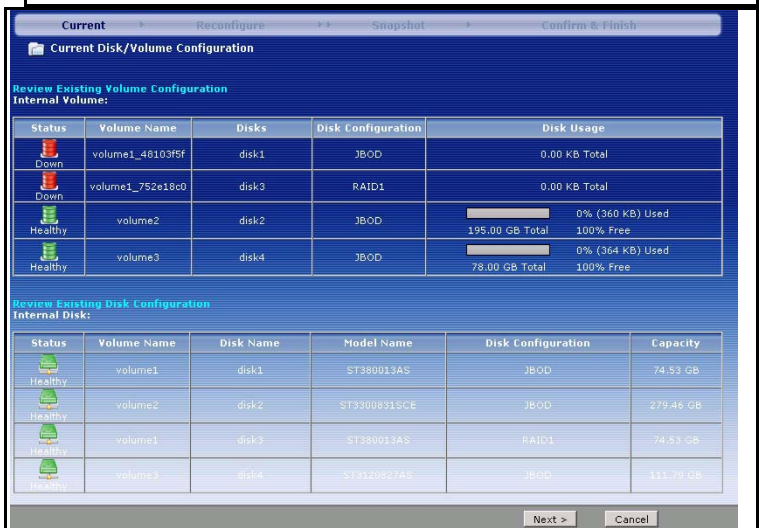 Current Reconfigure Snapshot Confirm & Finish
Current Disk/Volume Configuration
Review Existing Volume Configuration
Internal Volume:
Status Volume Name Disks Disk Configuration Disk Usage
Down volume1_48103f5f disk1 JBOD 0.00 KB Total
Down volume1_752e18c0 disk3 RAID1 0.00 KB Total
Healthy volume2 disk2 JBOD 195.00 GB Total 0% (360 KB) Used 100% Free
Healthy volume3 disk4 JBOD 78.00 GB Total 0% (364 KB) Used 100% Free
Review Existing Disk Configuration
Internal Disk:
Status Volume Name Disk Name Model Name Disk Configuration Capacity
Healthy volume1 disk1 ST380013AS JBOD 74.53 GB
Healthy volume2 disk2 ST3300831SCE JBOD 279.46 GB
Healthy volume1 disk3 ST380013AS RAID1 74.53 GB
Healthy volume3 disk4 ST3120827AS JBOD 111.79 GB
Next > Cancel